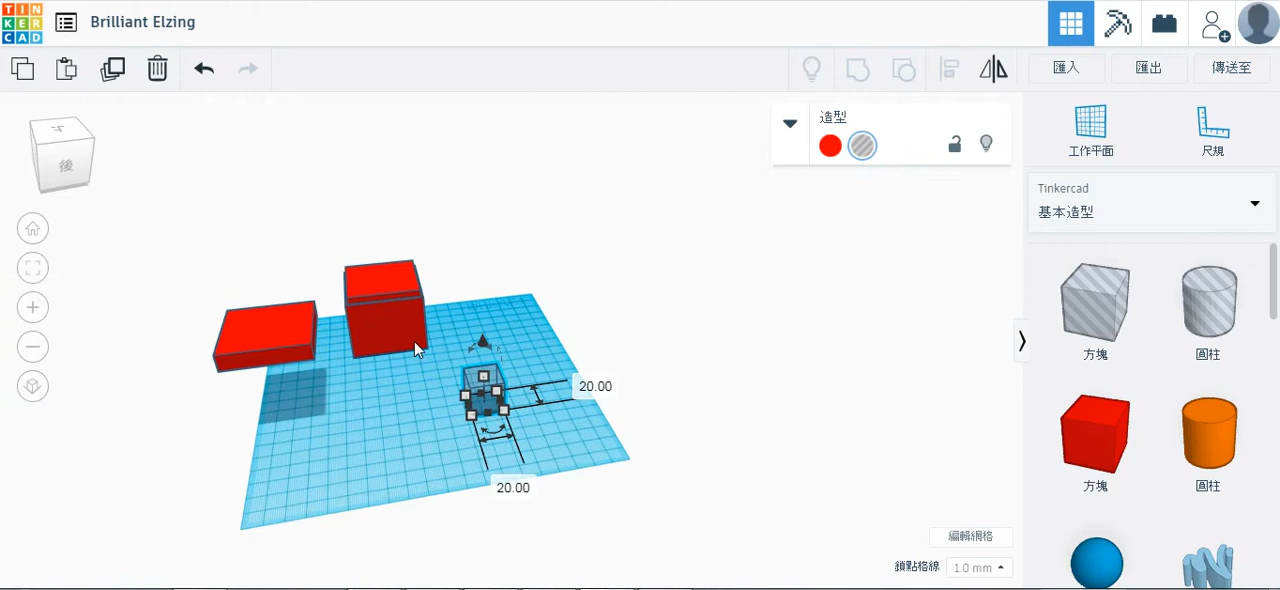 TIN
KER
CAD
Brilliant Elzing
匯入
匯出
傳送至
造型
工作平面
尺規
Tinkercad
基本造型
後
方塊
圓柱
20.00
20.00
方塊
圓柱
編輯網格
鎖點格線
1.0 mm